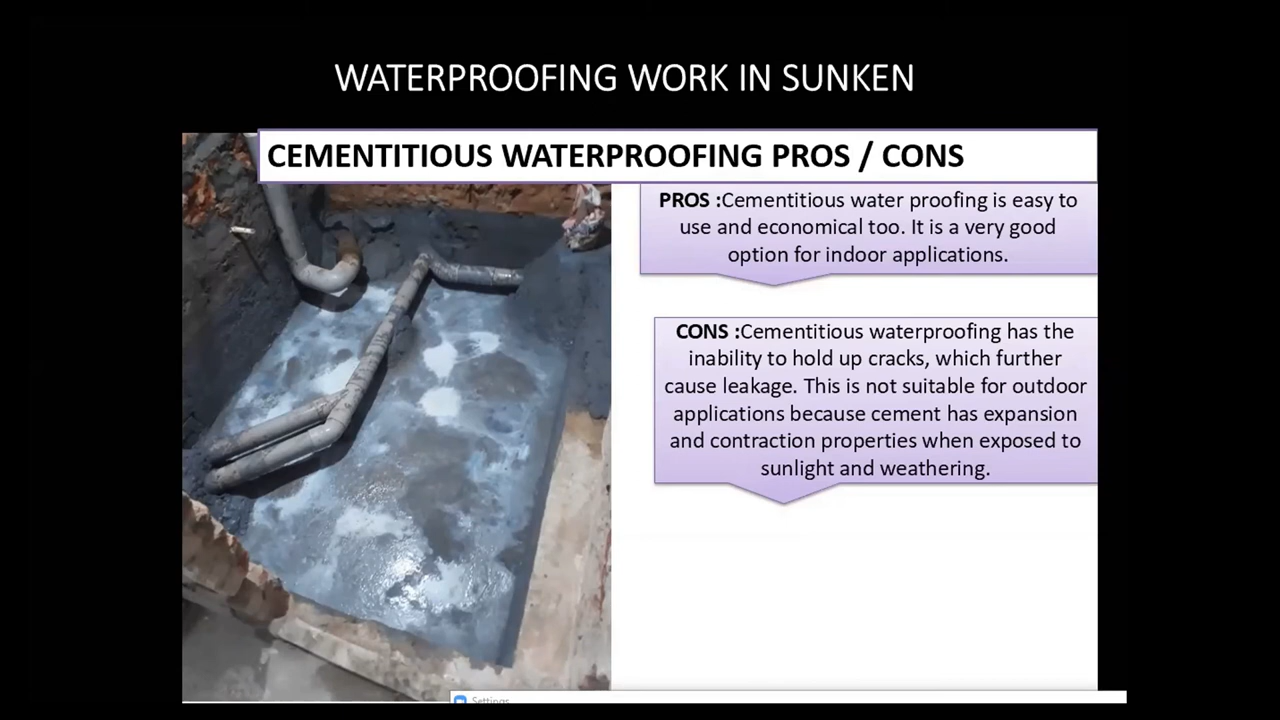 WATERPROOFING WORK IN SUNKEN
CEMENTITIOUS WATERPROOFING PROS / CONS
PROS :Cementitious water proofing is easy to
use and economical too. It is a very good
option for indoor applications.
CONS :Cementitious waterproofing has the
inability to hold up cracks, which further
cause leakage. This is not suitable for outdoor
applications because cement has expansion
and contraction properties when exposed to
sunlight and weathering.
Settings